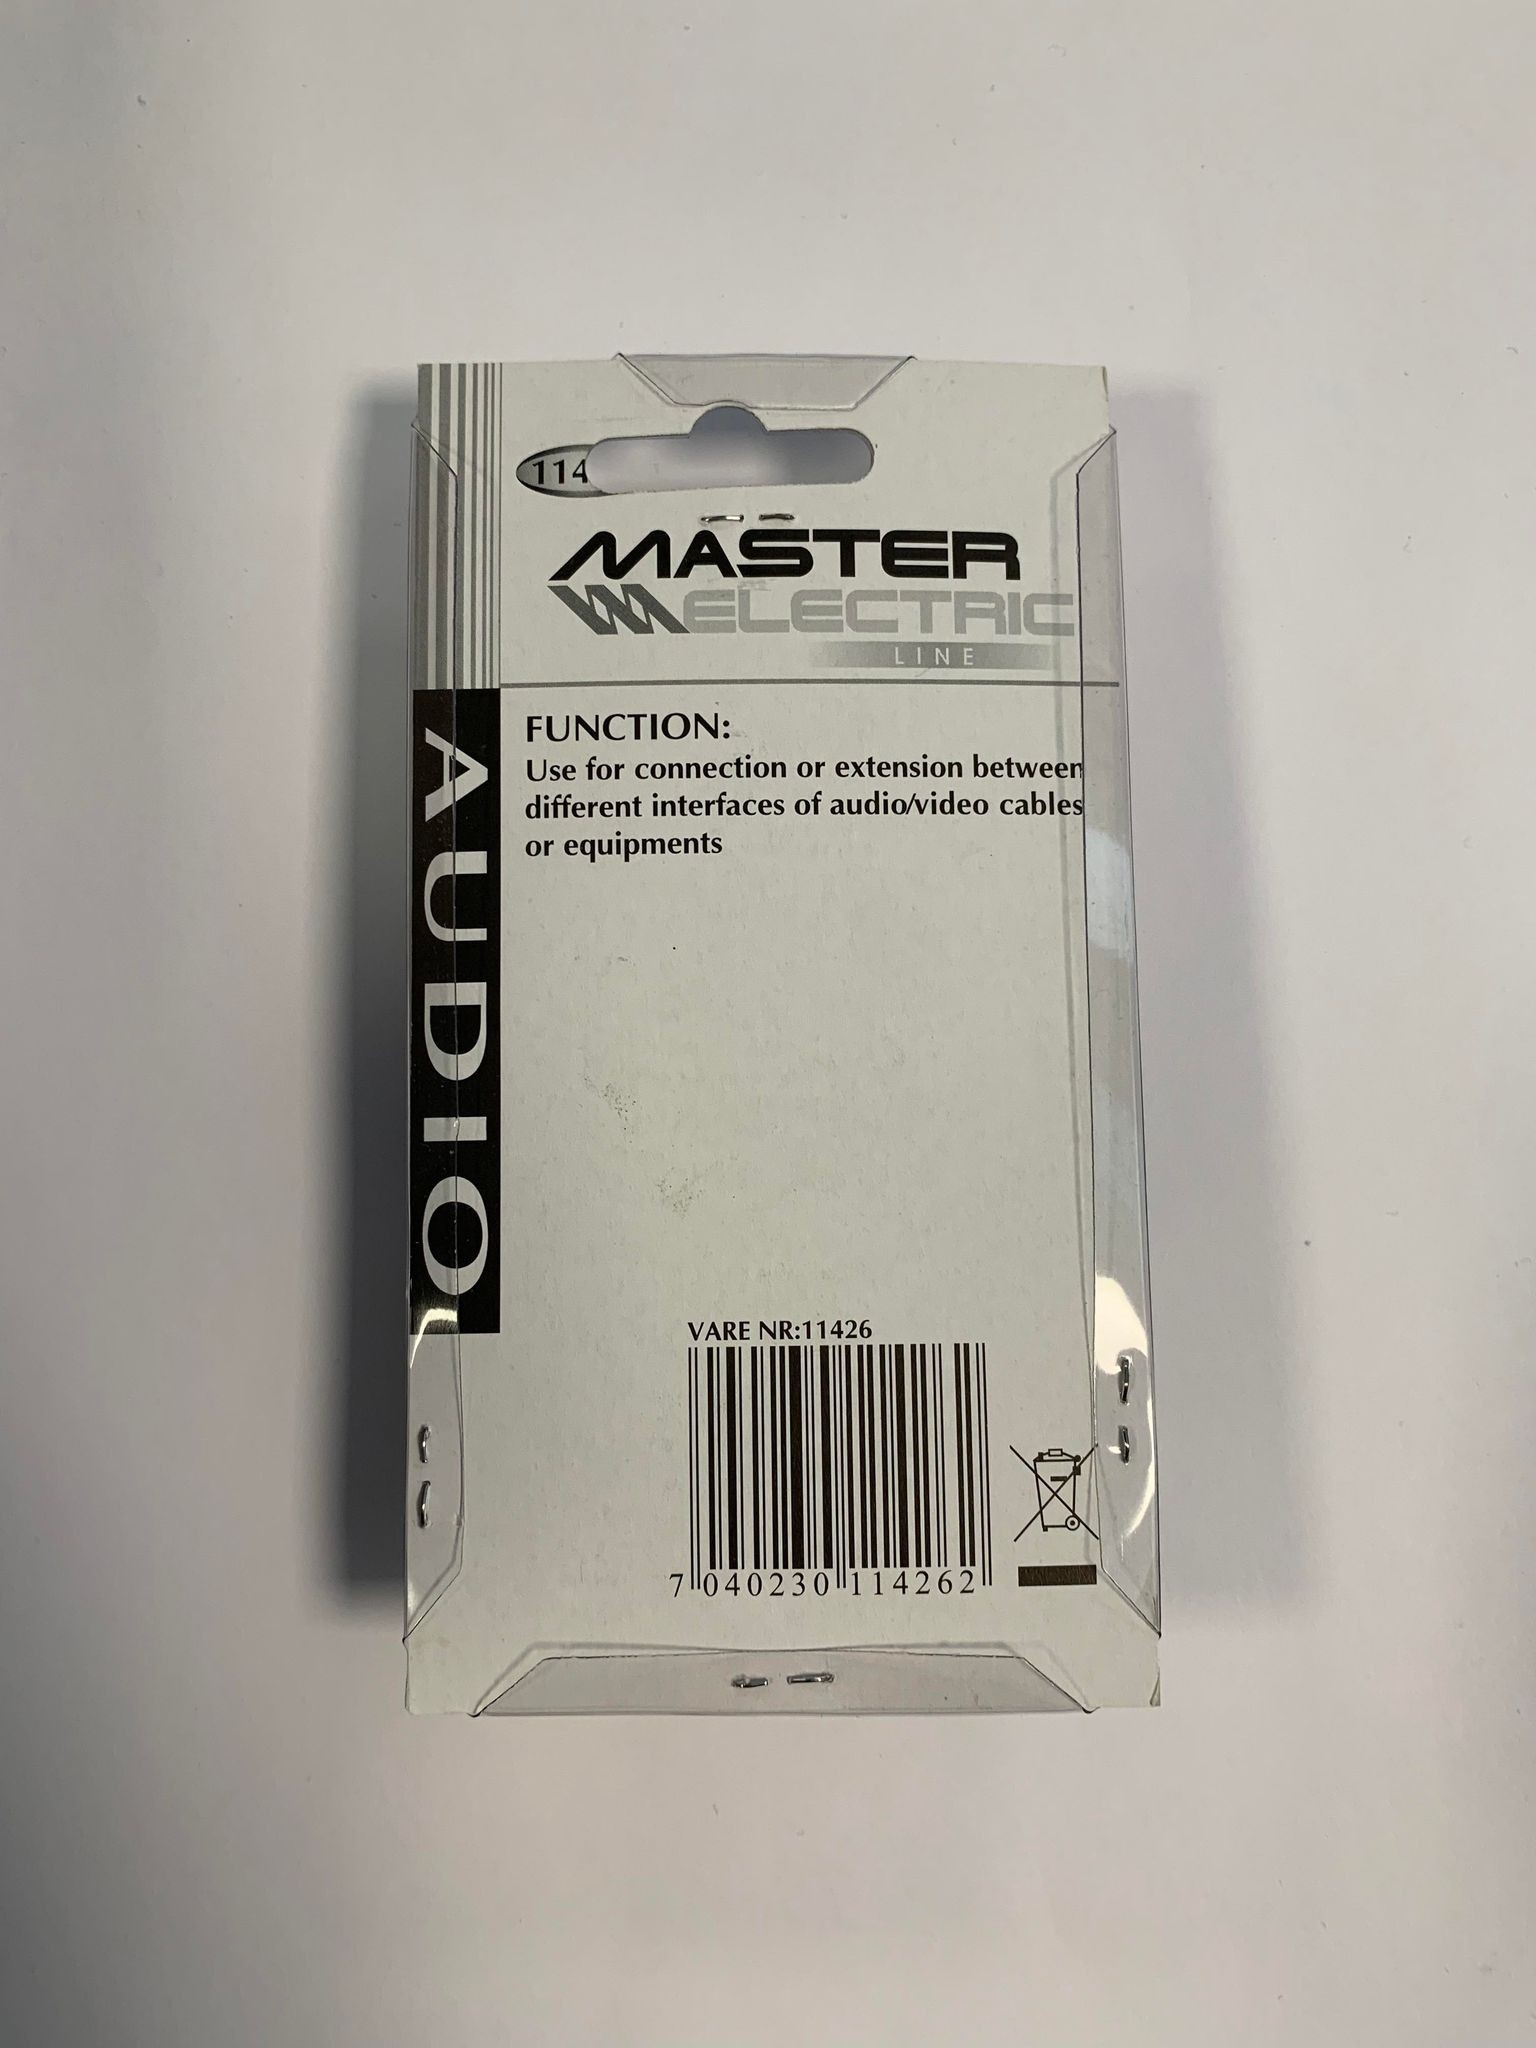 114
MASTER
ELECTRIC
LINE
AUDIO
FUNCTION:
Use for connection or extension between
different interfaces of audio/video cables
or equipments
VARE NR:11426
7 040230 114262